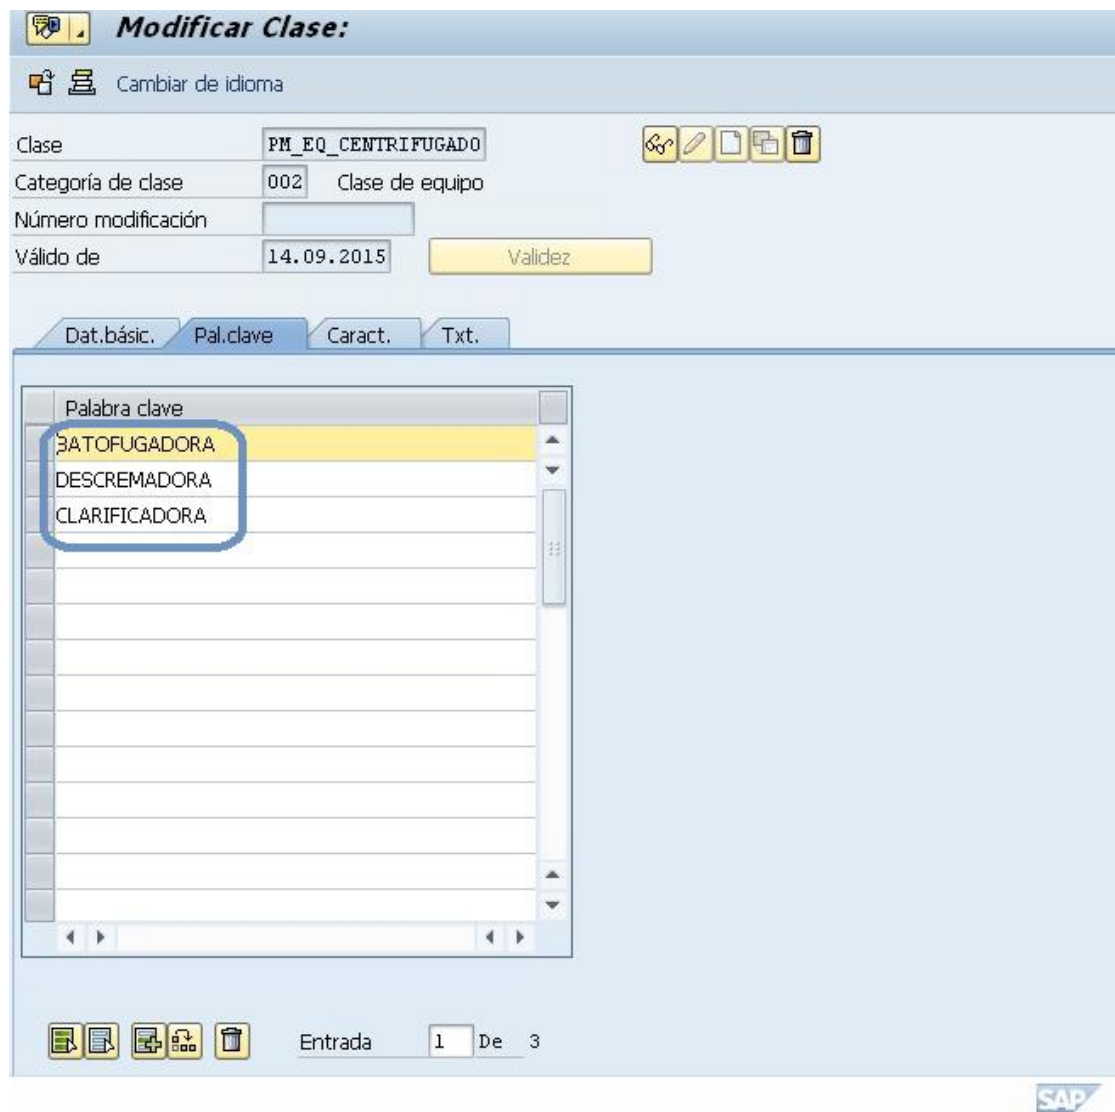 Modificar Clase:
Cambiar de idioma
Clase PM_EQ_CENTRIFUGADO
Categoría de clase 002 Clase de equipo
Número modificación
Válido de 14.09.2015 Validez
Dat.básic. Pal.clave Caract. Txt.
Palabra clave
BATOFUGADORA
DESCREMADORA
CLARIFICADORA
Entrada 1 De 3
SAP